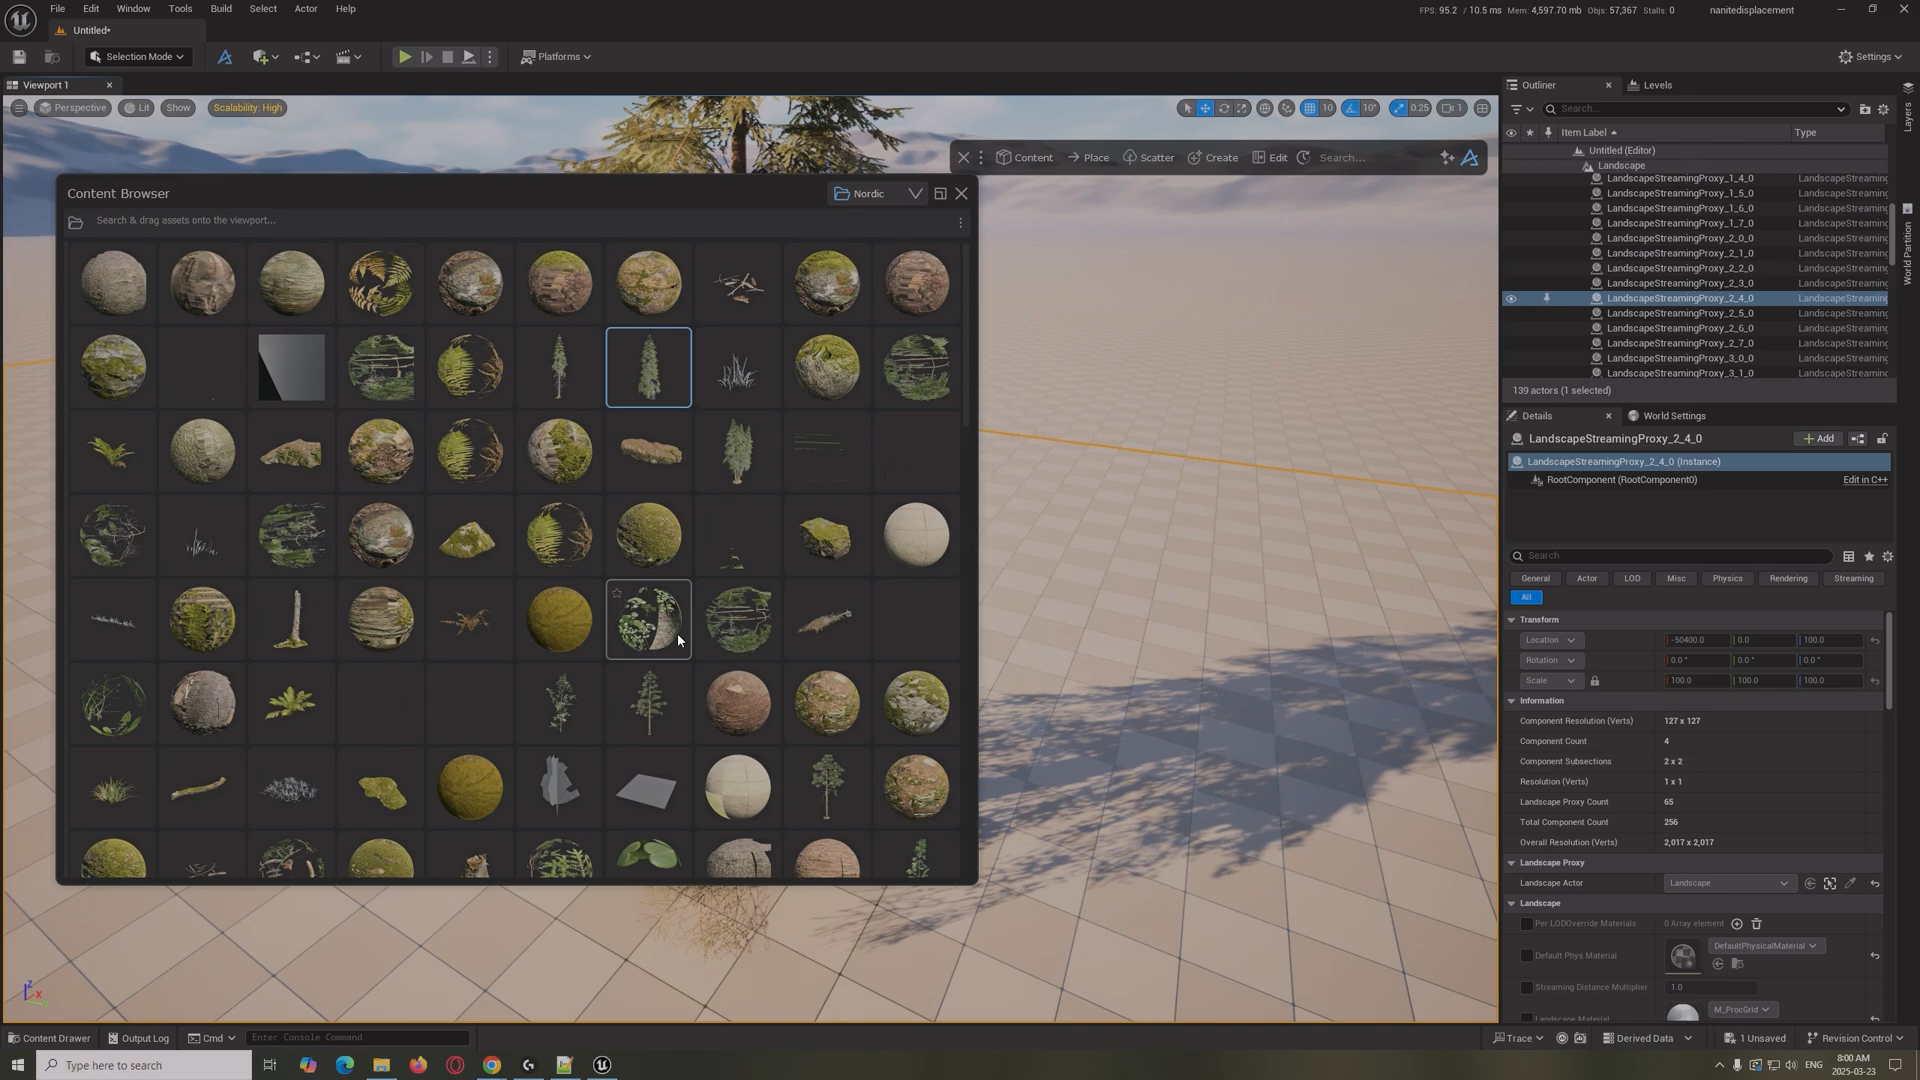 File Edit Window Tools Build Select Actor Help
FPS: 95.2 / 10.5 ms Mem: 4,597.70 mb Objs: 57,367 Stalls: 0 nanitedisplacement
Untitled*
Selection Mode Platforms Settings
Viewport 1
Perspective Lit Show Scalability: High 10 10° 0.25 1
Content Place Scatter Create Edit Search...
Content Browser Nordic
Search & drag assets onto the viewport...
Outliner Levels
Search...
Item Label Type
Untitled (Editor)
Landscape
LandscapeStreamingProxy_1_4_0 LandscapeStreaming
LandscapeStreamingProxy_1_5_0 LandscapeStreaming
LandscapeStreamingProxy_1_6_0 LandscapeStreaming
LandscapeStreamingProxy_1_7_0 LandscapeStreaming
LandscapeStreamingProxy_2_0_0 LandscapeStreaming
LandscapeStreamingProxy_2_1_0 LandscapeStreaming
LandscapeStreamingProxy_2_2_0 LandscapeStreaming
LandscapeStreamingProxy_2_3_0 LandscapeStreaming
LandscapeStreamingProxy_2_4_0 LandscapeStreaming
LandscapeStreamingProxy_2_5_0 LandscapeStreaming
LandscapeStreamingProxy_2_6_0 LandscapeStreaming
LandscapeStreamingProxy_2_7_0 LandscapeStreaming
LandscapeStreamingProxy_3_0_0 LandscapeStreaming
LandscapeStreamingProxy_3_1_0 LandscapeStreaming
139 actors (1 selected)
Layers
World Partition
Details World Settings
LandscapeStreamingProxy_2_4_0 Add
LandscapeStreamingProxy_2_4_0 (Instance)
RootComponent (RootComponent0) Edit in C++
Search
General Actor LOD Misc Physics Rendering Streaming
All
Transform
Location -50400.0 0.0 100.0
Rotation 0.0 ° 0.0 ° 0.0 °
Scale 100.0 100.0 100.0
Information
Component Resolution (Verts) 127 x 127
Component Count 4
Component Subsections 2 x 2
Resolution (Verts) 1 x 1
Landscape Proxy Count 65
Total Component Count 256
Overall Resolution (Verts) 2,017 x 2,017
Landscape Proxy
Landscape Actor Landscape
Landscape
Per LODOverride Materials 0 Array element
Default Phys Material DefaultPhysicalMaterial
Streaming Distance Multiplier 1.0
Landscape Material M_ProcGrid
Z X
Content Drawer Output Log Cmd Enter Console Command Trace Derived Data 1 Unsaved Revision Control
Type here to search ENG 8:00 AM
2025-03-23